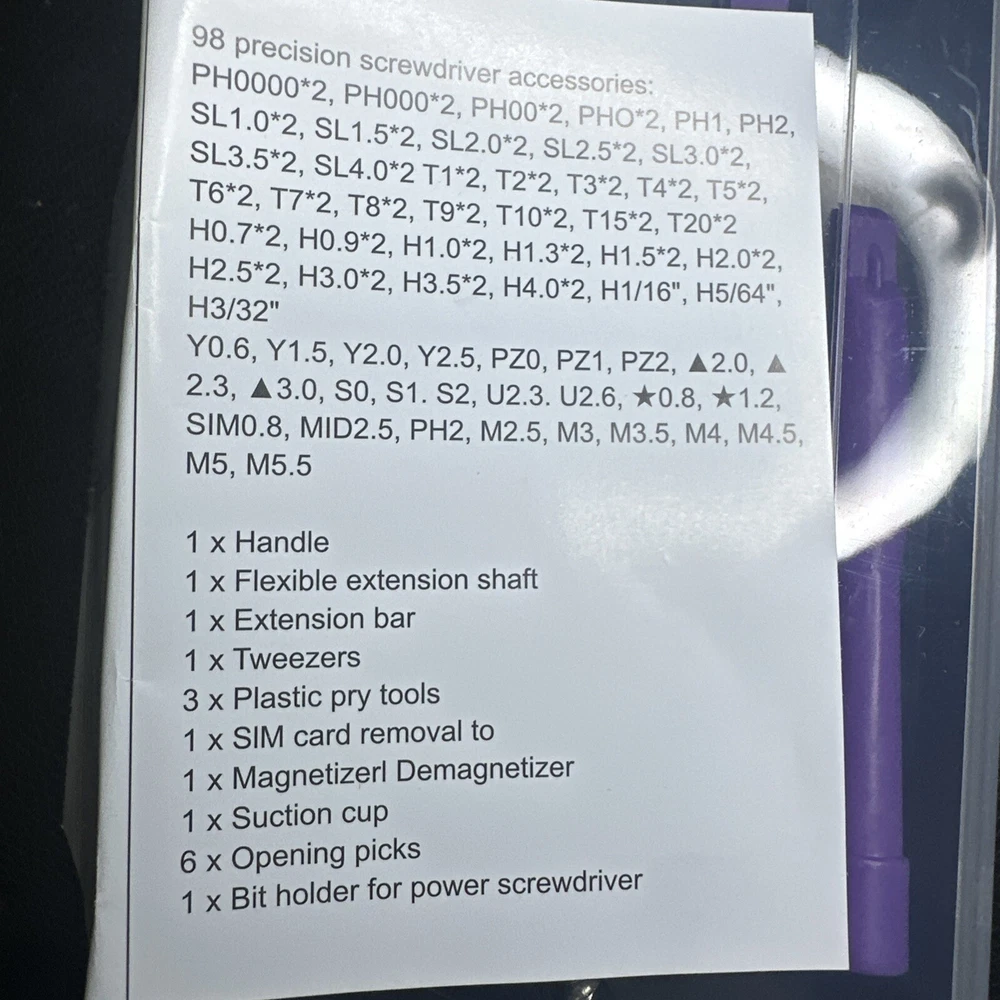 98 precision screwdriver accessories:
PH0000*2, PH000*2, PH00*2, PHO*2, PH1, PH2,
SL1.0*2, SL1.5*2, SL2.0*2, SL2.5*2, SL3.0*2,
SL3.5*2, SL4.0*2 T1*2, T2*2, T3*2, T4*2, T5*2,
T6*2, T7*2, T8*2, T9*2, T10*2, T15*2, T20*2
H0.7*2, H0.9*2, H1.0*2, H1.3*2, H1.5*2, H2.0*2,
H2.5*2, H3.0*2, H3.5*2, H4.0*2, H1/16", H5/64",
H3/32"
Y0.6, Y1.5, Y2.0, Y2.5, PZ0, PZ1, PZ2, ▲2.0, ▲
2.3, ▲3.0, S0, S1. S2, U2.3. U2.6, ★0.8, ★1.2,
SIM0.8, MID2.5, PH2, M2.5, M3, M3.5, M4, M4.5,
M5, M5.5
1 x Handle
1 x Flexible extension shaft
1 x Extension bar
1 x Tweezers
3 x Plastic pry tools
1 x SIM card removal to
1 x Magnetizerl Demagnetizer
1 x Suction cup
6 x Opening picks
1 x Bit holder for power screwdriver